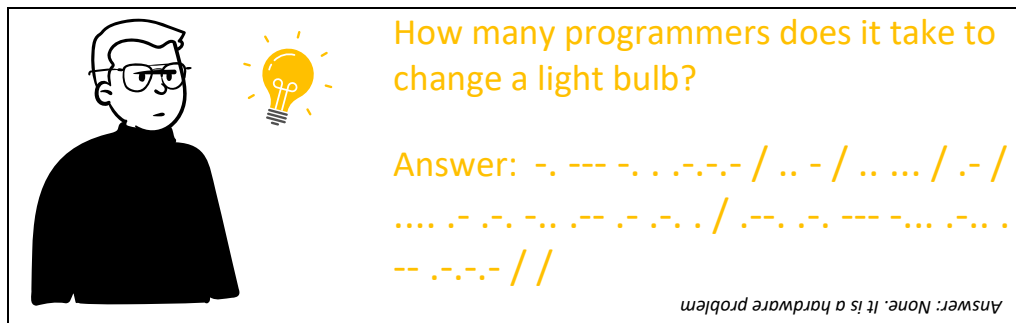 How many programmers does it take to
change a light bulb?
Answer: -. --- -. . .-.-.- / .. - / .. ... / .- /
.... .- .-. -.. .-- .- .-. . / .--. .-. --- -... .-.. .
-- .-.-.- / /
Answer: None. It is a hardware problem